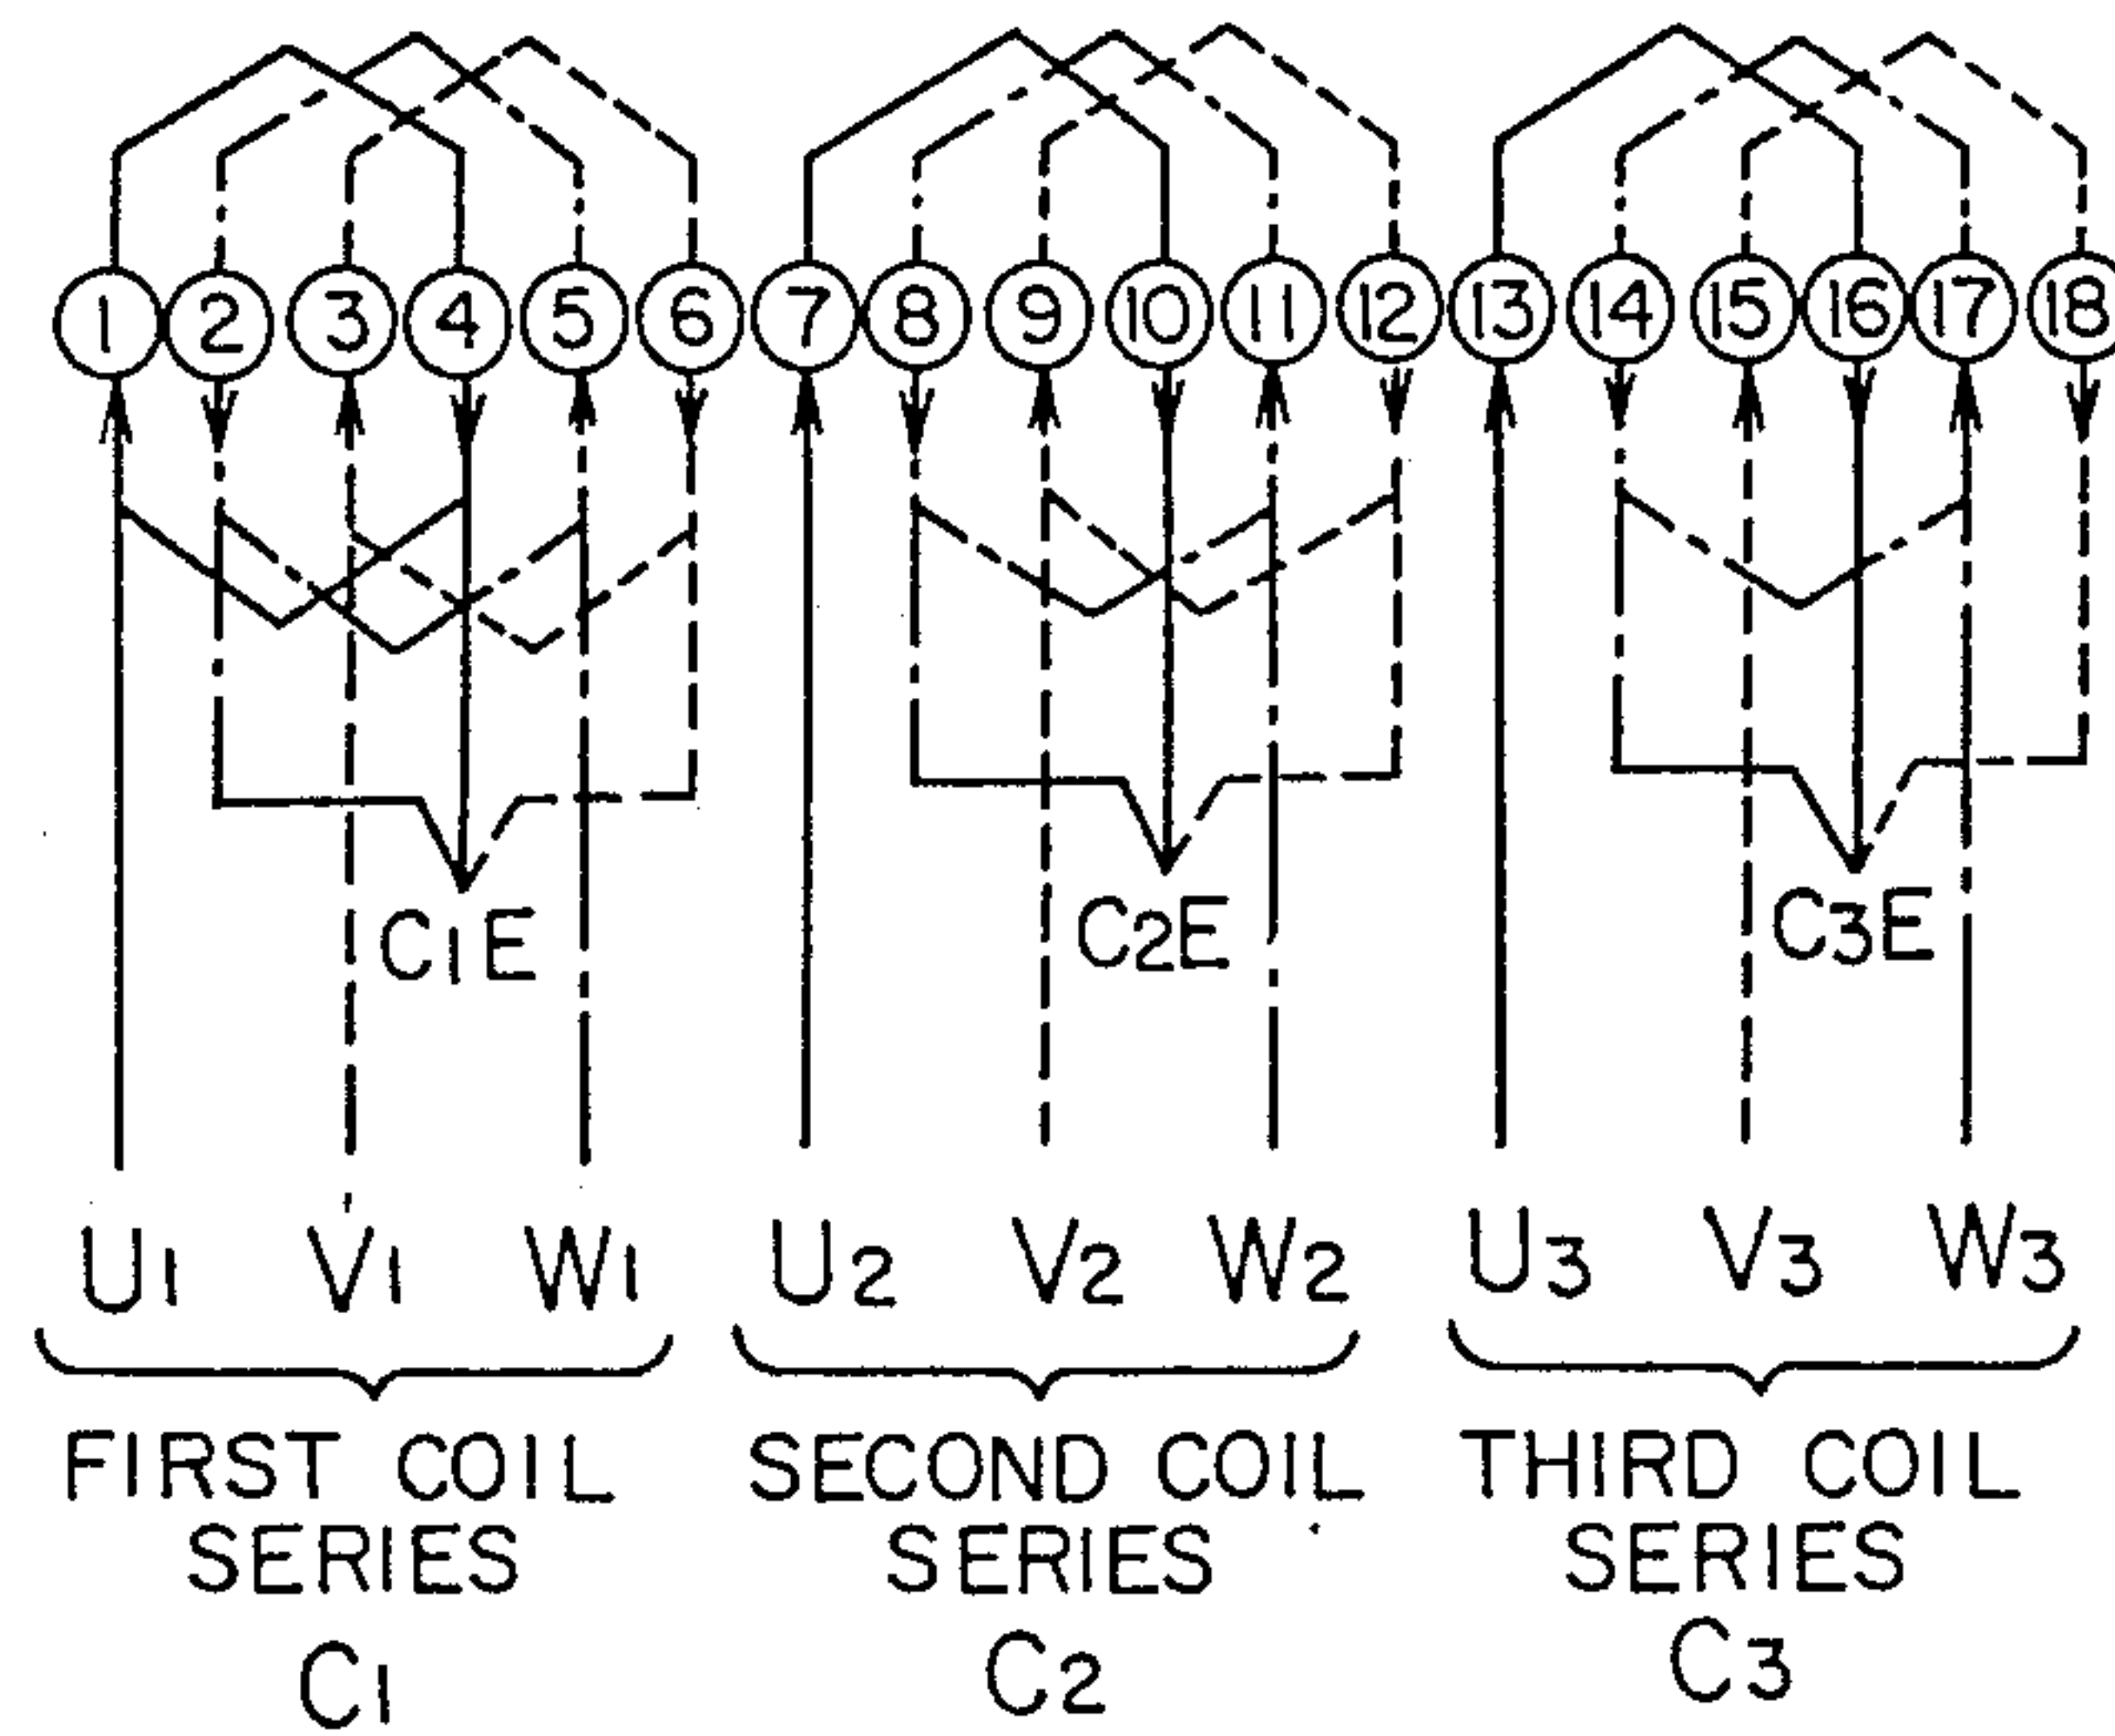 1 2 3 4 5 6 7 8 9 10 11 12 13 14 15 16 17 18
C1E C2E C3E
U1 V1 W1 U2 V2 W2 U3 V3 W3
FIRST COIL SERIES C1
SECOND COIL SERIES C2
THIRD COIL SERIES C3